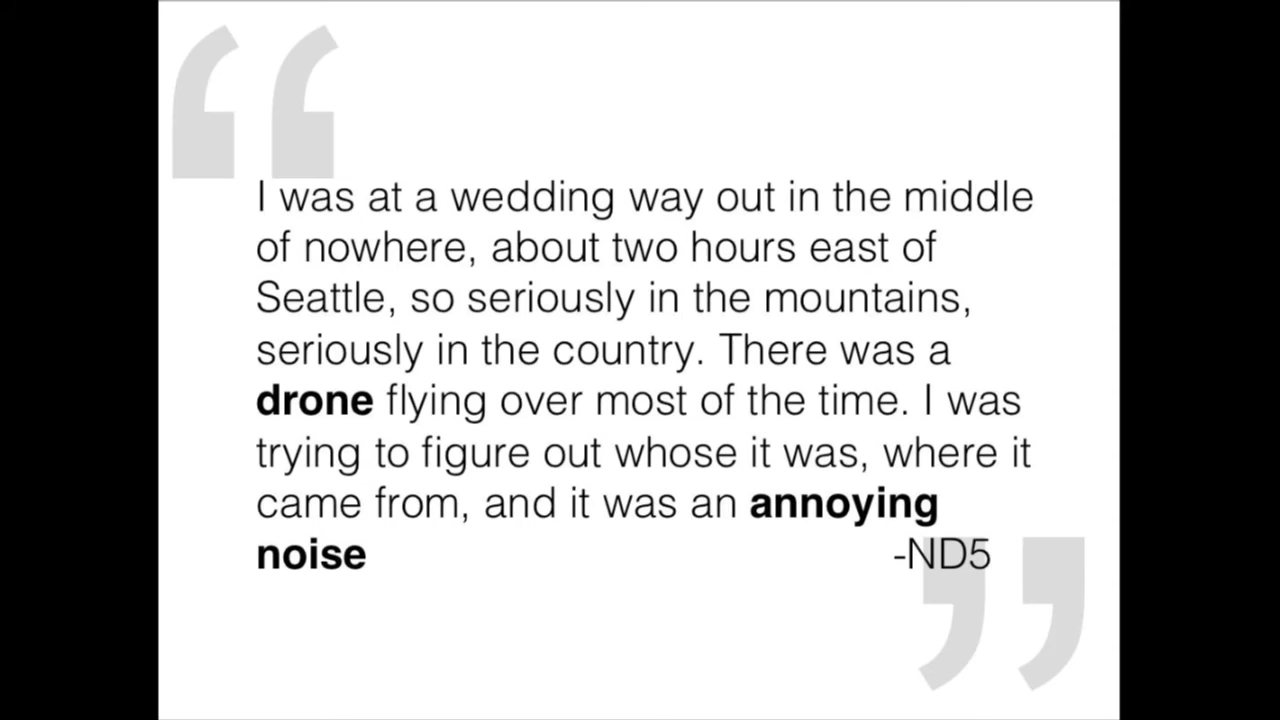 I was at a wedding way out in the middle
of nowhere, about two hours east of
Seattle, so seriously in the mountains,
seriously in the country. There was a
drone flying over most of the time. I was
trying to figure out whose it was, where it
came from, and it was an annoying
noise -ND5